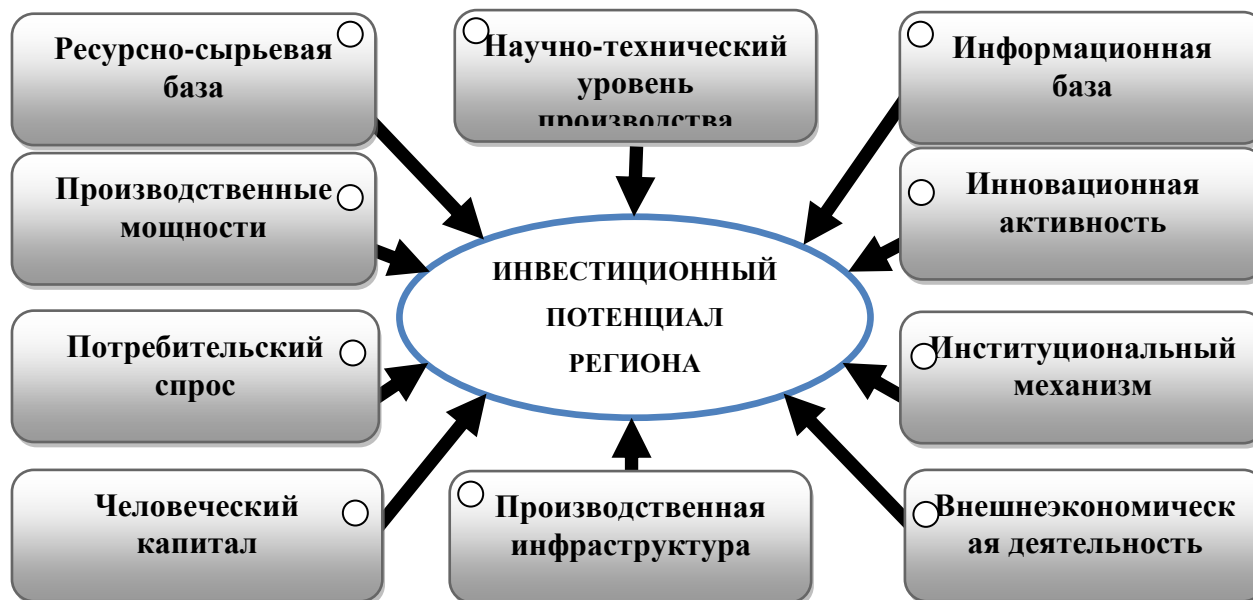 Ресурсно-сырьевая
база
Научно-технический
уровень
производства
Информационная
база
Производственные
мощности
Инновационная
активность
ИНВЕСТИЦИОННЫЙ
ПОТЕНЦИАЛ
РЕГИОНА
Потребительский
спрос
Институциональный
механизм
Человеческий
капитал
Производственная
инфраструктура
Внешнеэкономическ
ая деятельность